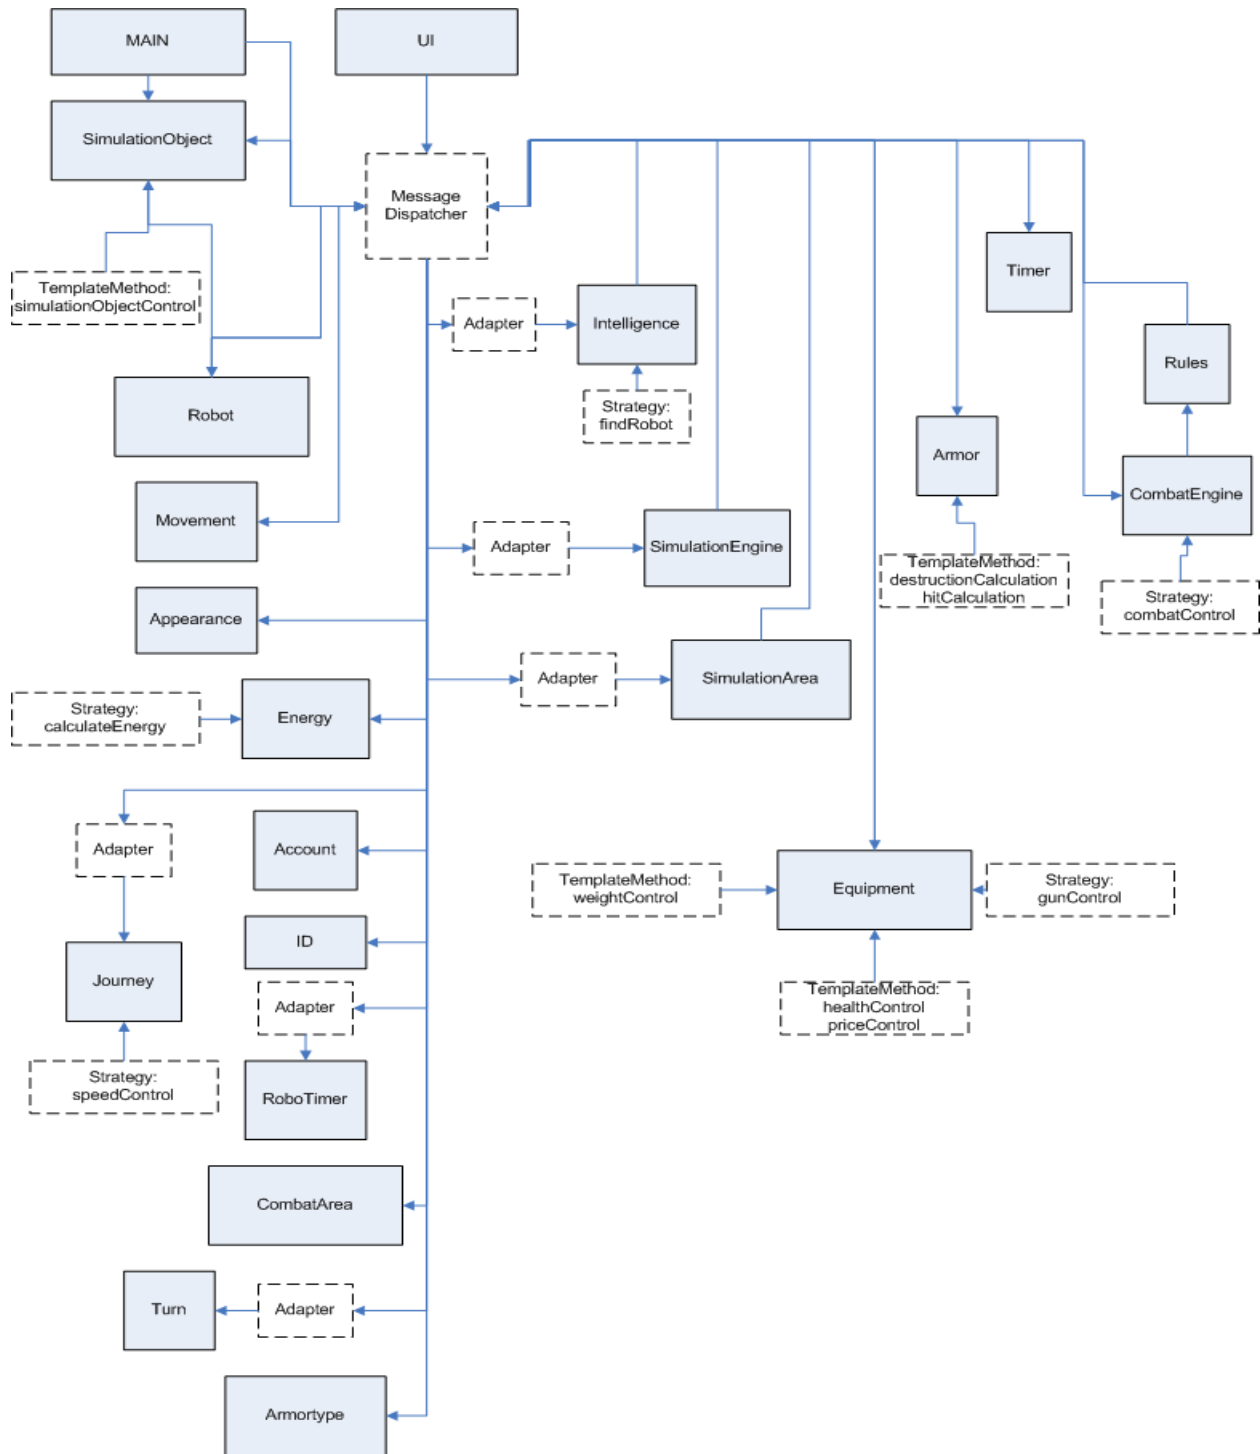 MAIN
UI
SimulationObject
Message
Dispatcher
TemplateMethod:
simulationObjectControl
Timer
Adapter
Intelligence
Rules
Robot
Strategy:
findRobot
Armor
CombatEngine
Movement
Adapter
SimulationEngine
TemplateMethod:
destructionCalculation
hitCalculation
Strategy:
combatControl
Appearance
Adapter
SimulationArea
Strategy:
calculateEnergy
Energy
Adapter
Account
TemplateMethod:
weightControl
Equipment
Strategy:
gunControl
ID
Journey
Adapter
TemplateMethod:
healthControl
priceControl
Strategy:
speedControl
RoboTimer
CombatArea
Turn
Adapter
Armortype